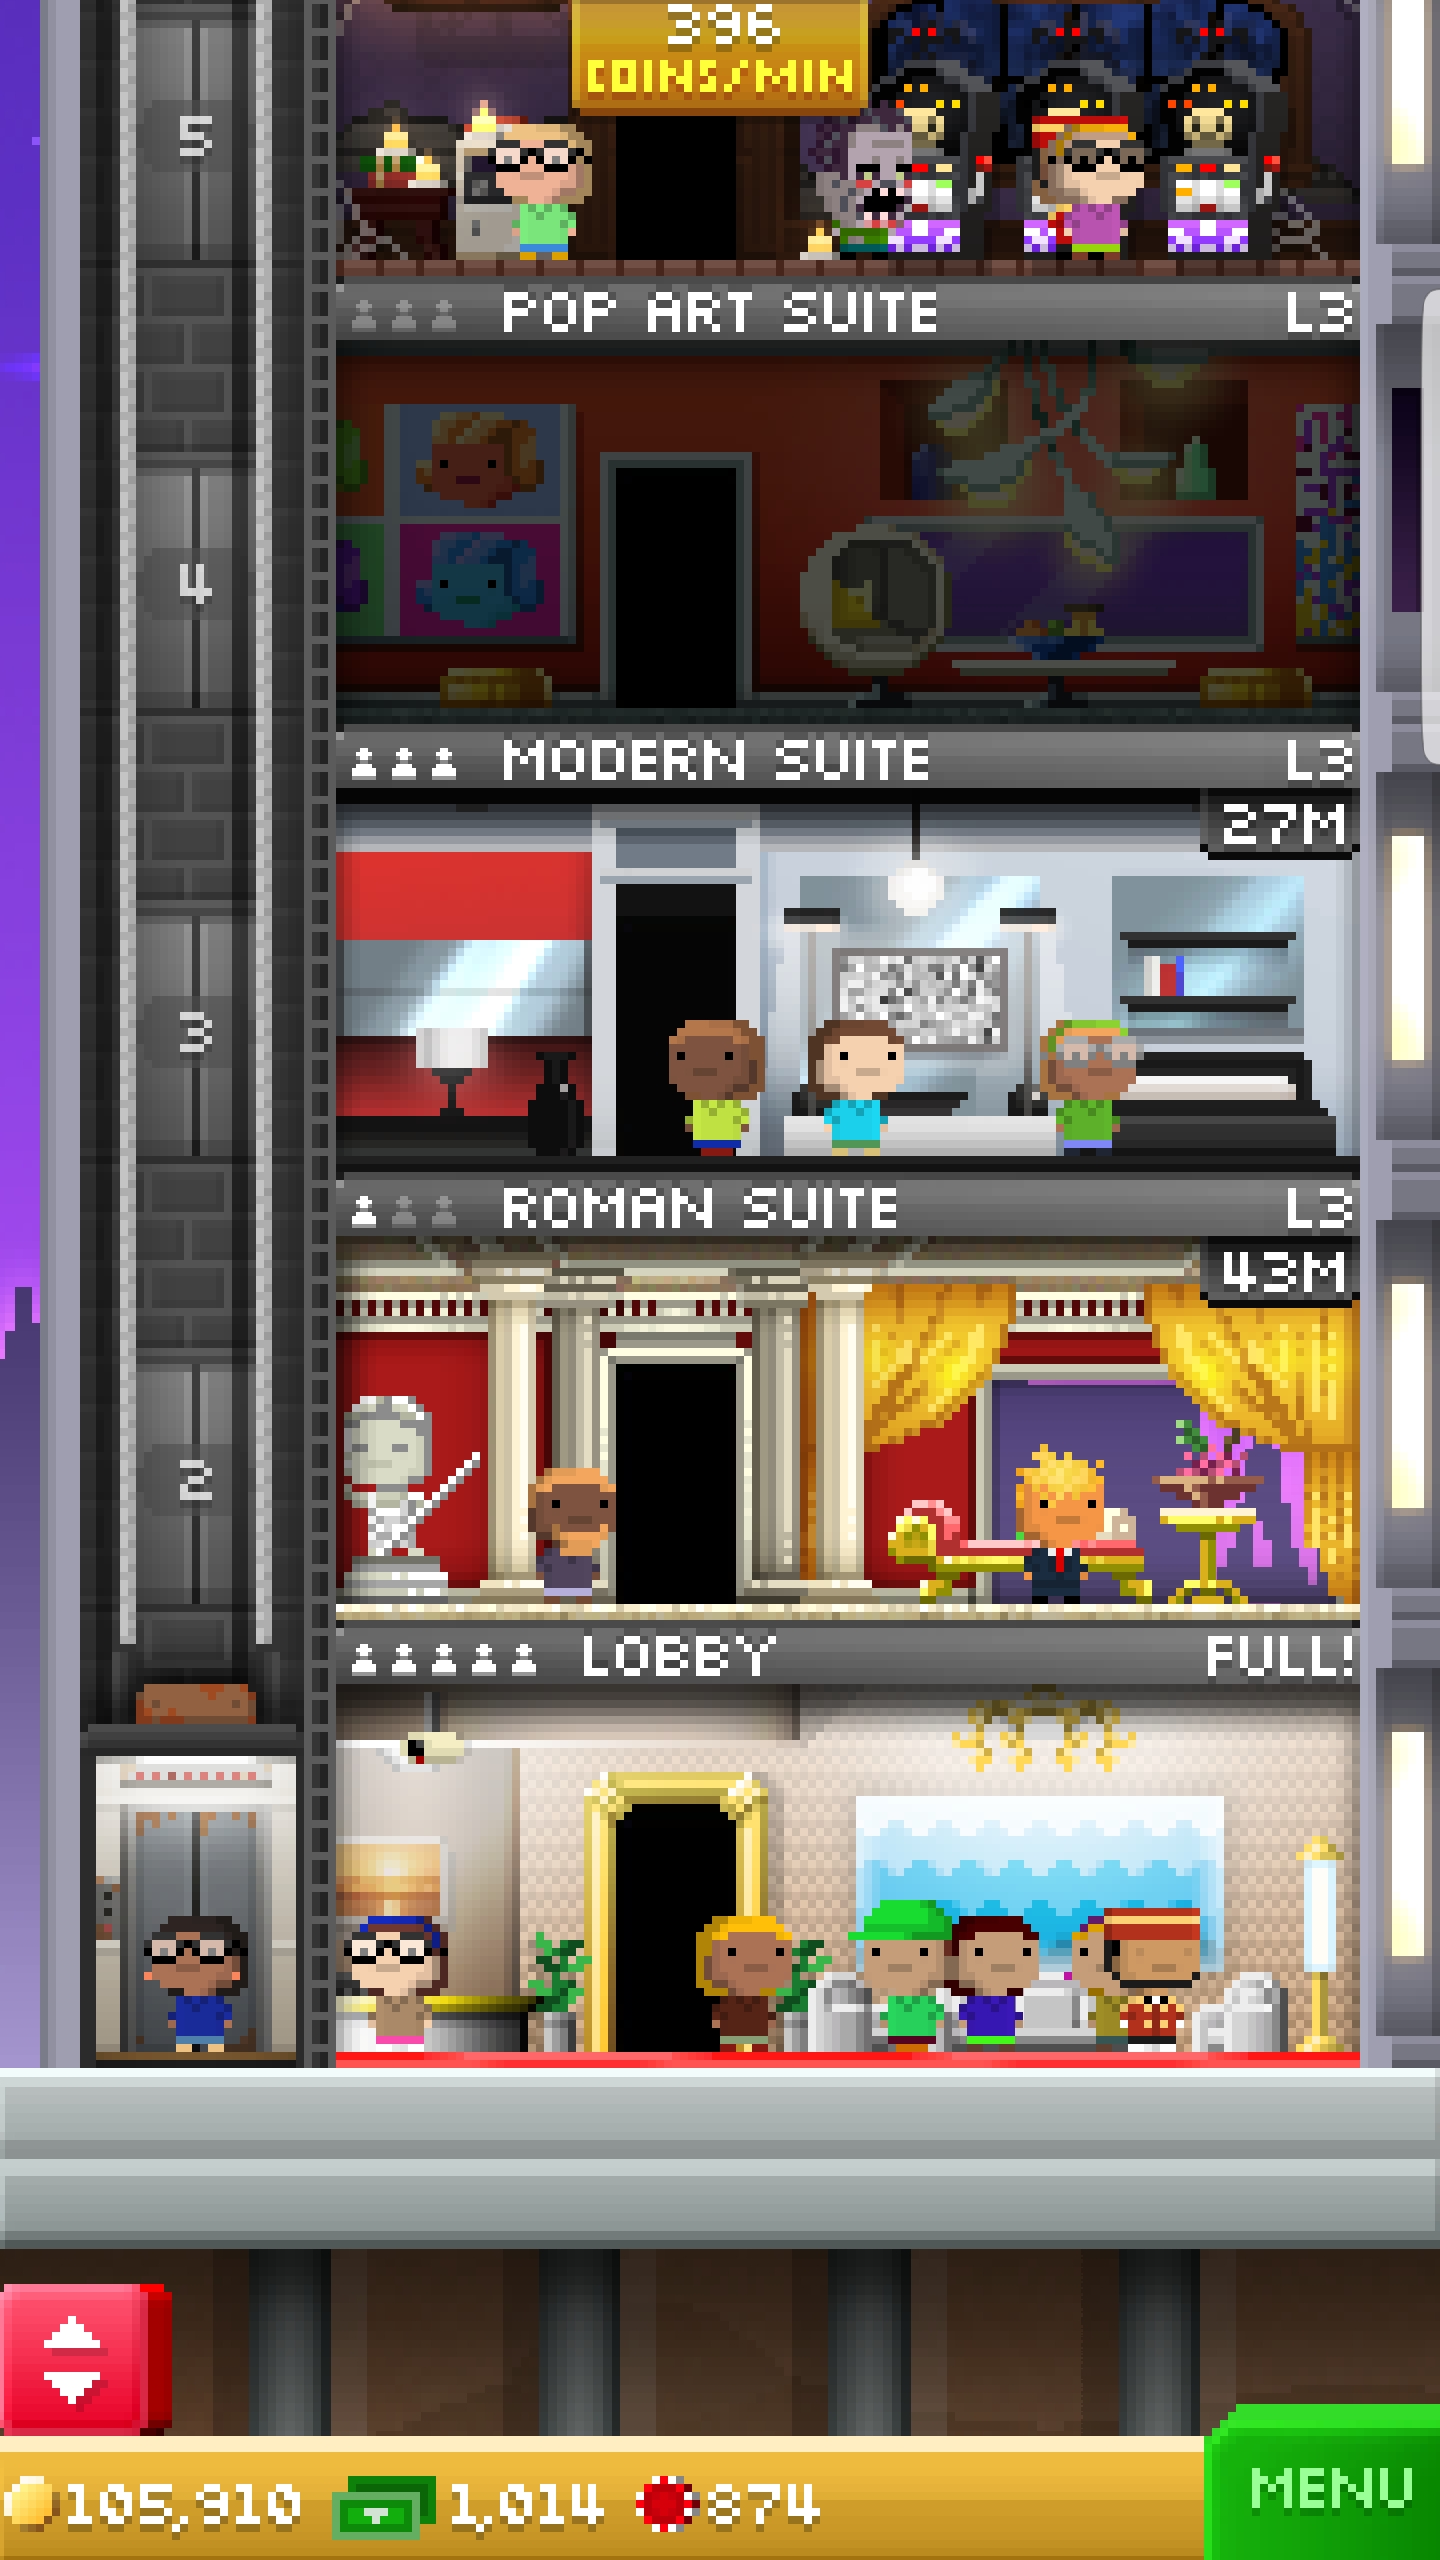 396
COINS/MIN
5
POP ART SUITE L3
4
MODERN SUITE L3
27M
3
ROMAN SUITE L3
43M
2
LOBBY FULL!
105,910 1,014 874
MENU